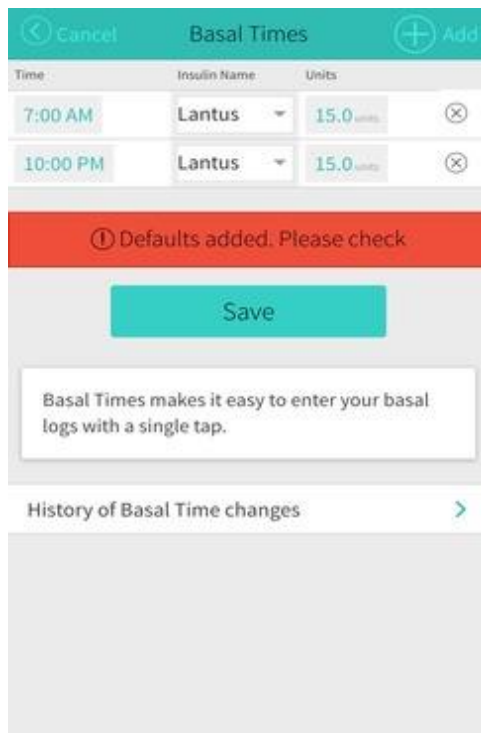 Cancel Basal Times Add
Time Insulin Name Units
7:00 AM Lantus 15.0 units
10:00 PM Lantus 15.0 units
Defaults added. Please check
Save
Basal Times makes it easy to enter your basal
logs with a single tap.
History of Basal Time changes